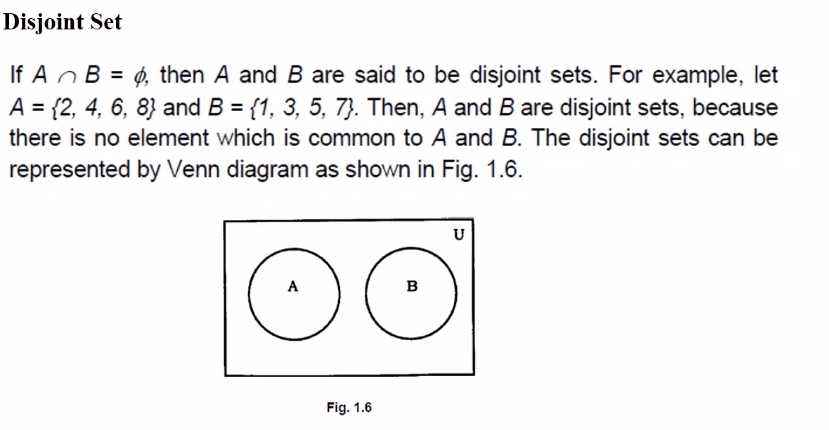 Disjoint Set
If A ∩ B = ϕ, then A and B are said to be disjoint sets. For example, let
A = {2, 4, 6, 8} and B = {1, 3, 5, 7}. Then, A and B are disjoint sets, because
there is no element which is common to A and B. The disjoint sets can be
represented by Venn diagram as shown in Fig. 1.6.
U
A B
Fig. 1.6